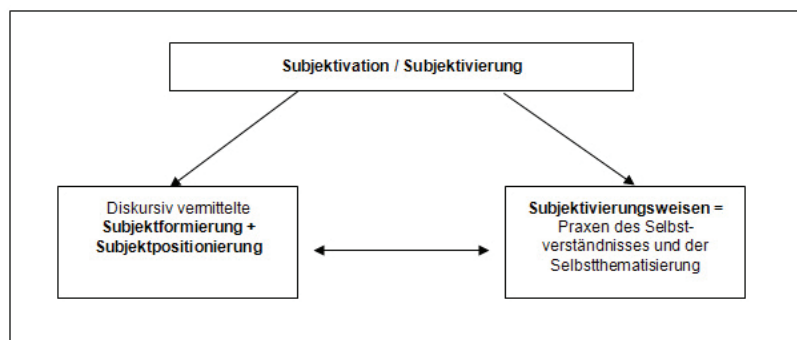 Subjektivation / Subjektivierung
Diskursiv vermittelte
Subjektformierung +
Subjektpositionierung
Subjektivierungsweisen =
Praxen des Selbst-
verständnisses und der
Selbstthematisierung